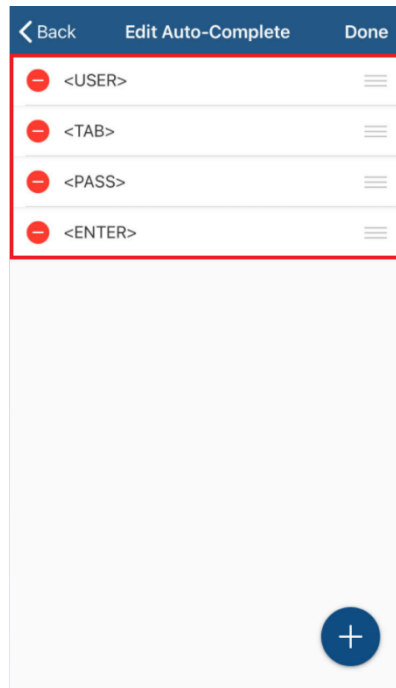 Back Edit Auto-Complete Done
<USER>
<TAB>
<PASS>
<ENTER>